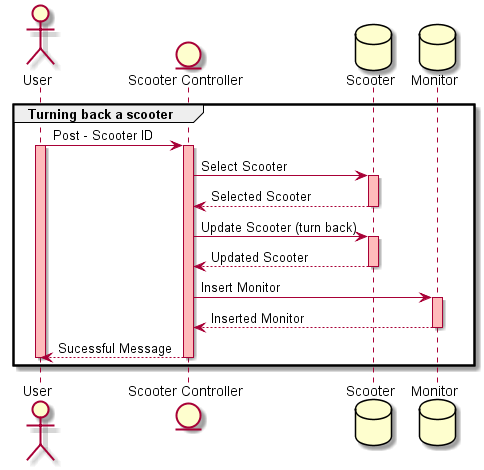 User
Scooter Controller
Scooter
Monitor
Turning back a scooter
Post - Scooter ID
Select Scooter
Selected Scooter
Update Scooter (turn back)
Updated Scooter
Insert Monitor
Inserted Monitor
Sucessful Message
User
Scooter Controller
Scooter
Monitor